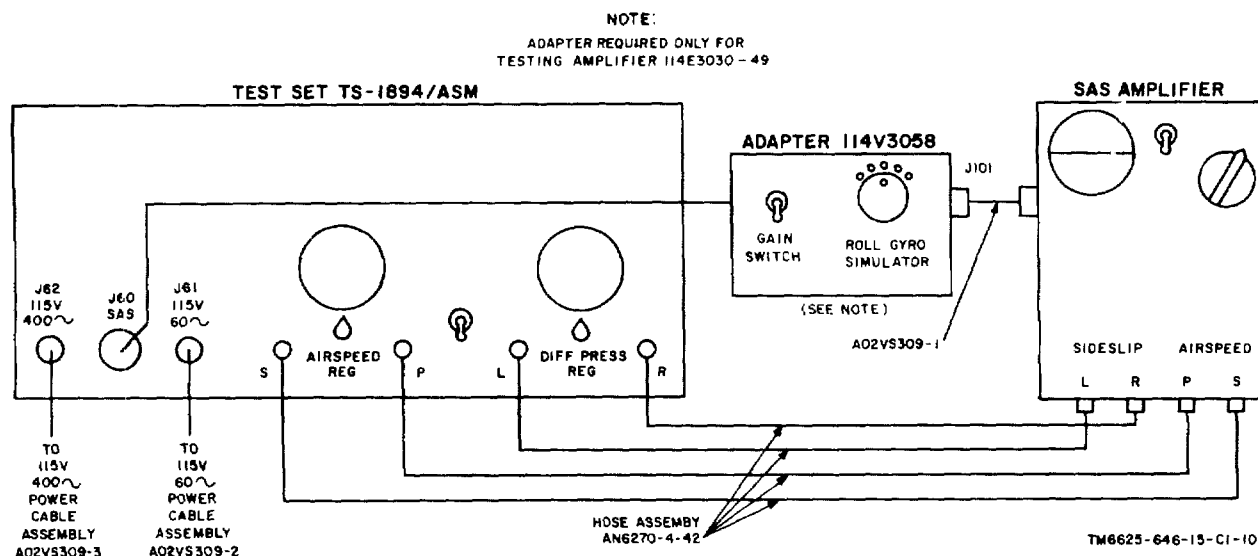 NOTE:
ADAPTER REQUIRED ONLY FOR
TESTING AMPLIFIER 114E3030-49
TEST SET TS-1894/ASM
SAS AMPLIFIER
ADAPTER 114V3058
J101
GAIN
SWITCH
ROLL GYRO
SIMULATOR
(SEE NOTE)
A02VS309-1
J62
115V
400~
J60
SAS
J61
115V
60~
S
AIRSPEED
REG
P
L
DIFF PRESS
REG
R
SIDESLIP
AIRSPEED
L
R
P
S
TO
115V
400~
POWER
CABLE
ASSEMBLY
A02VS309-3
TO
115V
60~
POWER
CABLE
ASSEMBLY
A02VS309-2
HOSE ASSEMBLY
AN6270-4-42
TM6625-646-15-C1-10